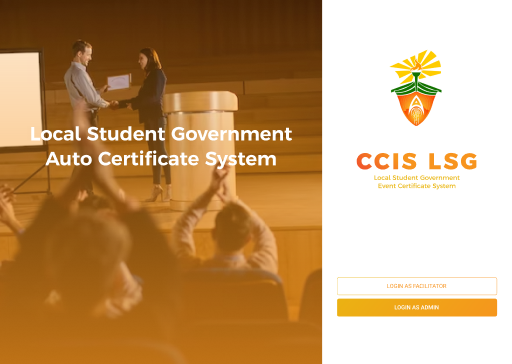 Local Student Government
Auto Certificate System
CCIS LSG
Local Student Government
Event Certificate System
LOGIN AS FACILITATOR
LOGIN AS ADMIN